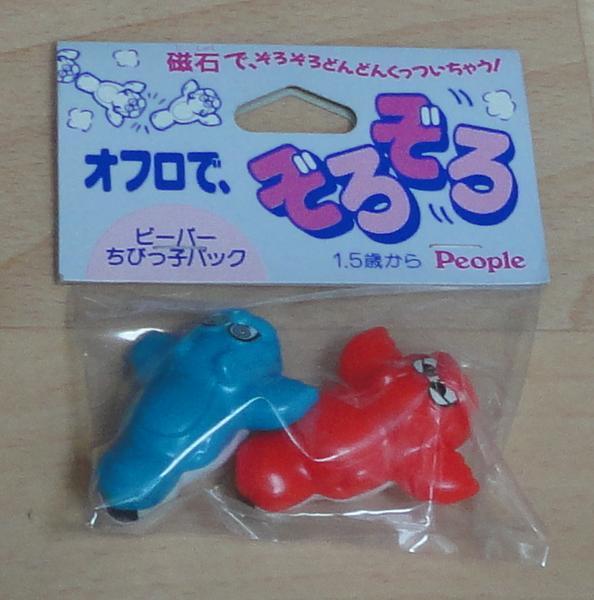 磁石で、ぞろぞろどんどんくっついちゃう!
オフロで、ぞろぞろ
ビーバー
ちびっ子パック
1.5歳から People